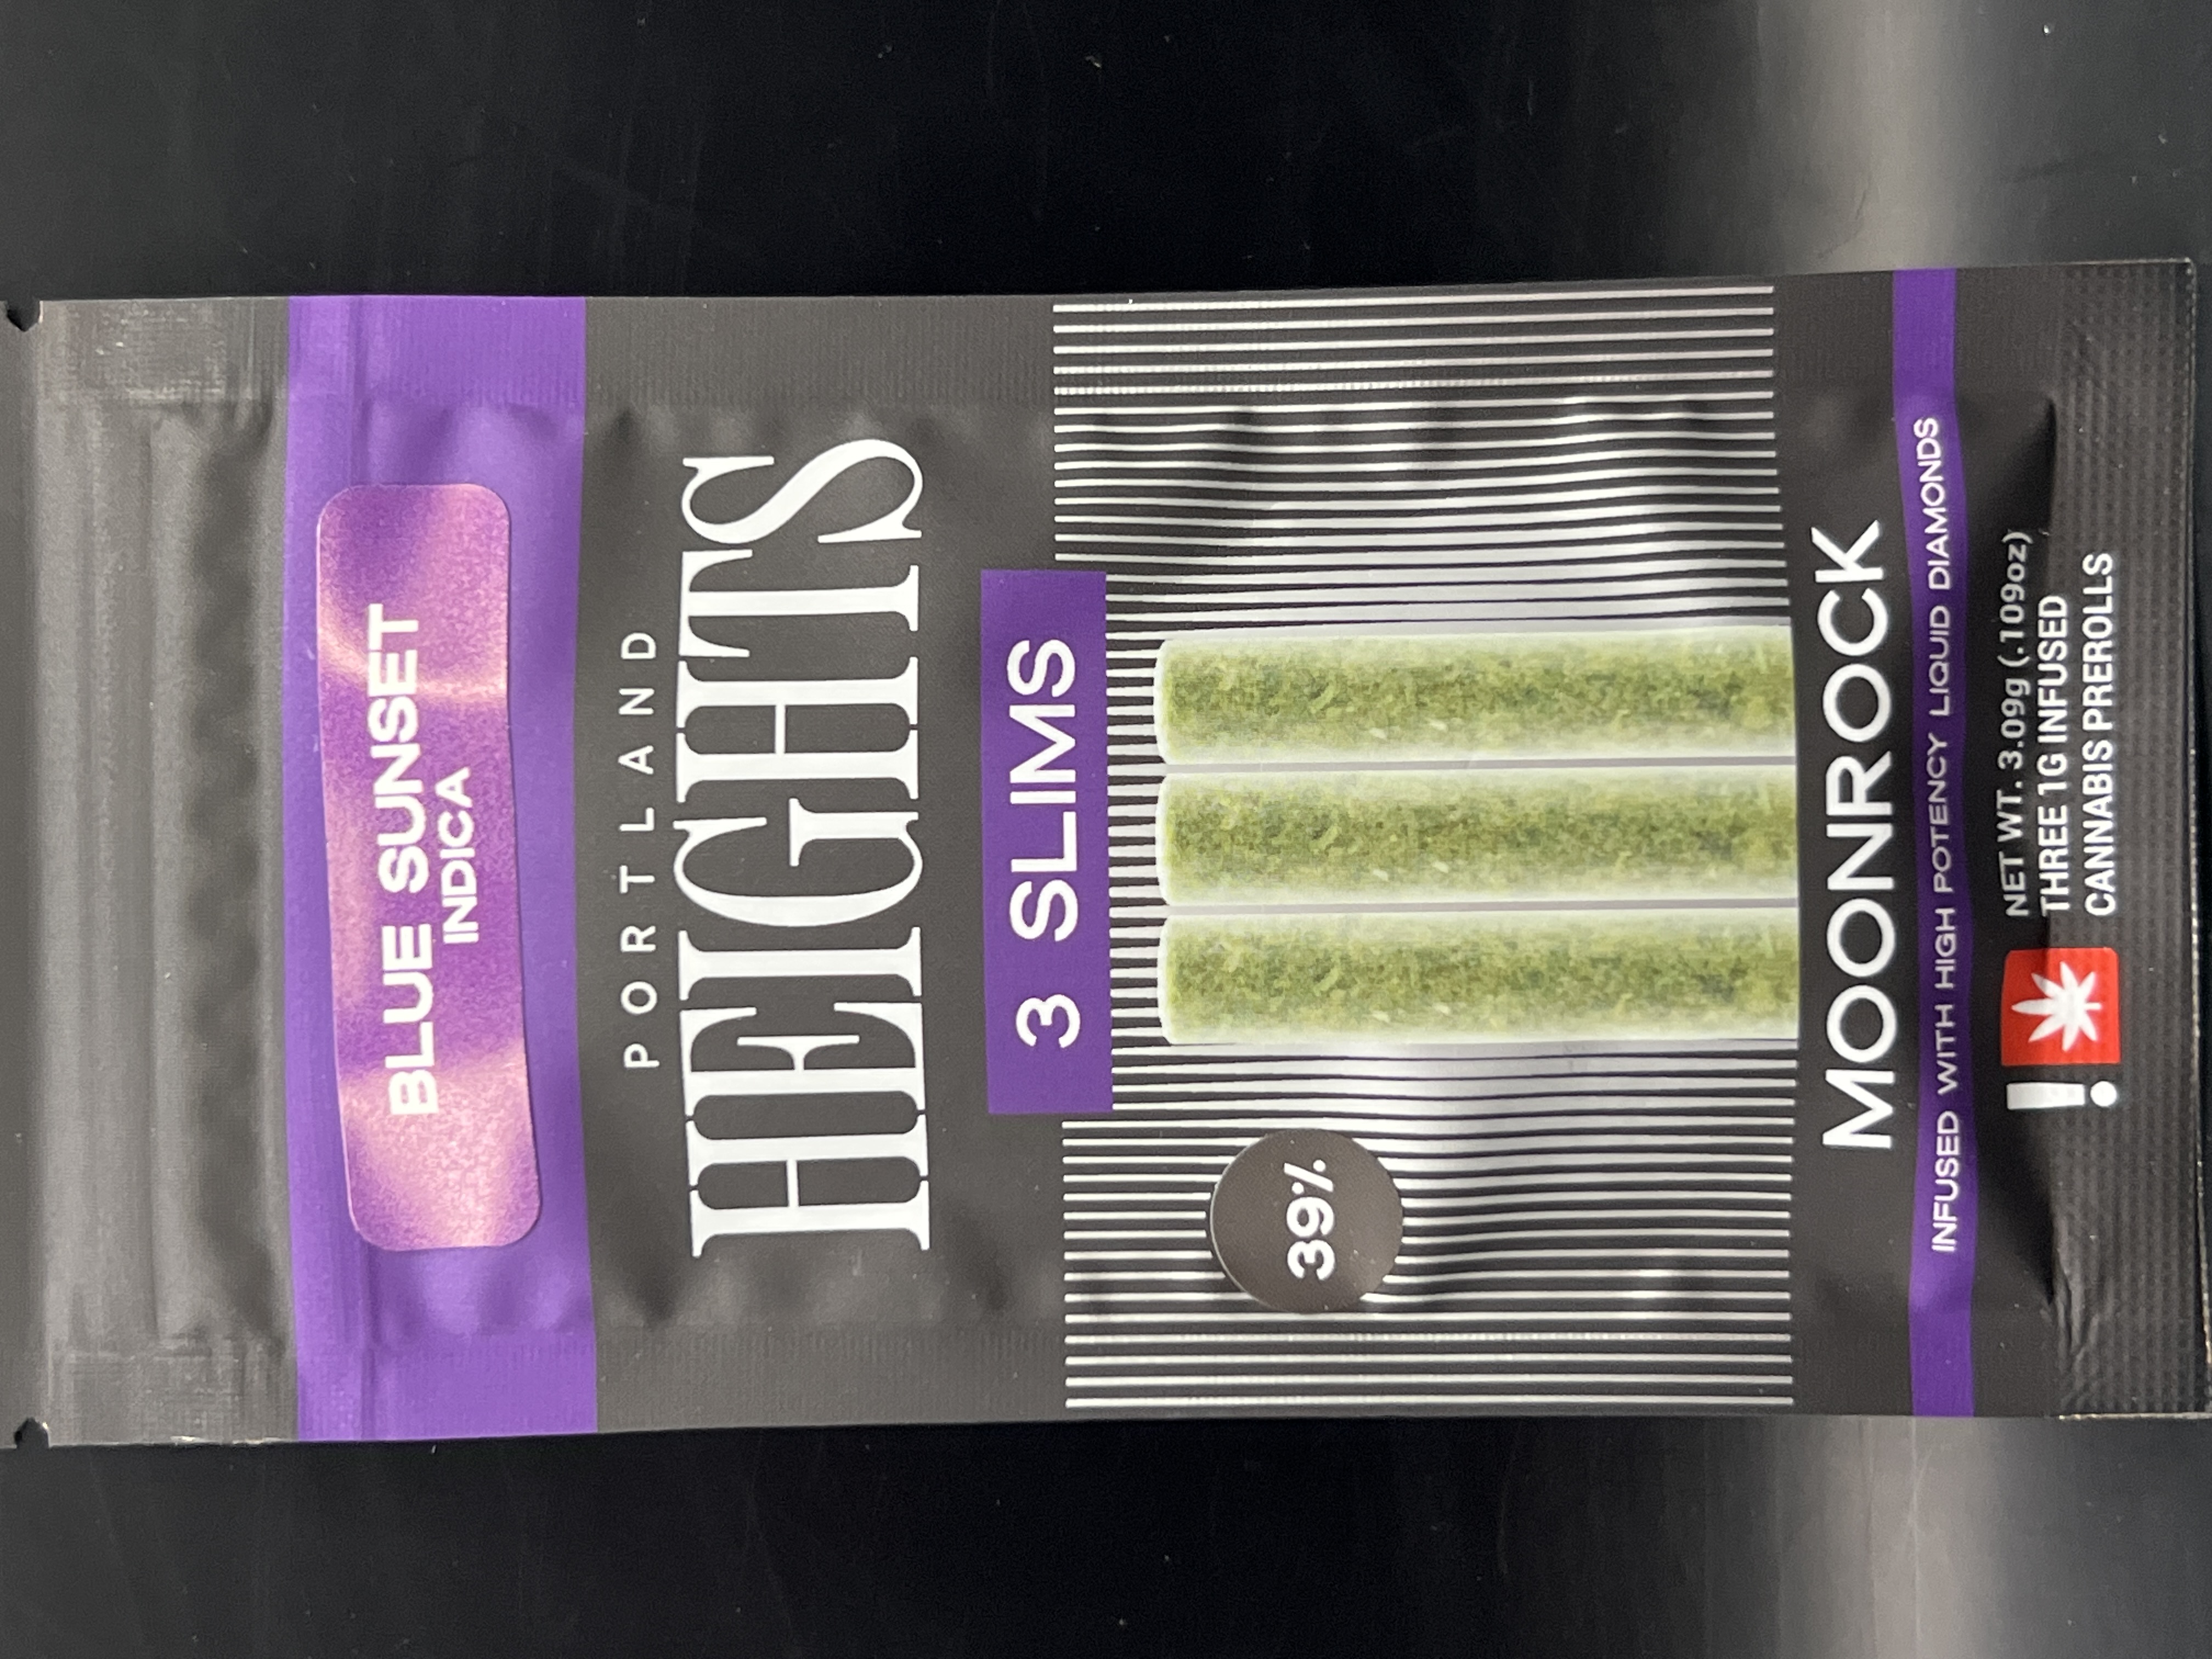 BLUE SUNSET
INDICA
PORTLAND
HEIGHTS
3 SLIMS
39%
MOONROCK
INFUSED WITH HIGH POTENCY LIQUID DIAMONDS
NET WT. 3.09g (.109oz)
THREE 1G INFUSED
CANNABIS PREROLLS
!